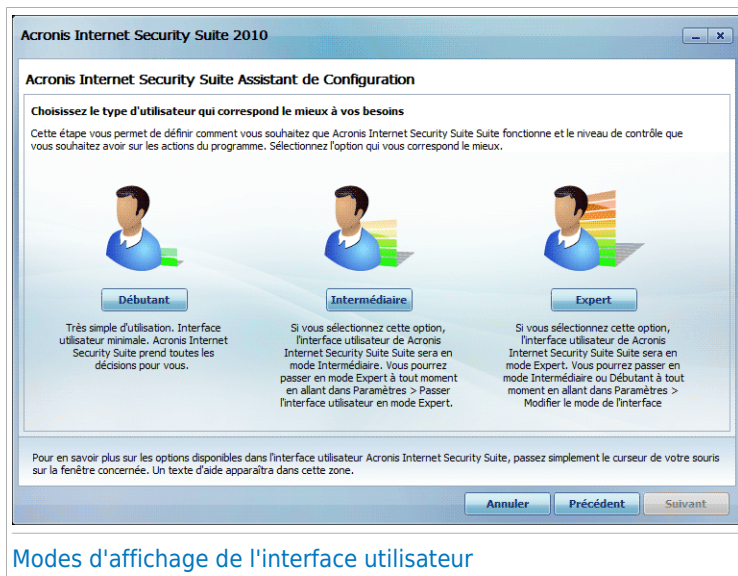 Acronis Internet Security Suite 2010
Acronis Internet Security Suite Assistant de Configuration
Choisissez le type d'utilisateur qui correspond le mieux à vos besoins
Cette étape vous permet de définir comment vous souhaitez que Acronis Internet Security Suite Suite fonctionne et le niveau de contrôle que
vous souhaitez avoir sur les actions du programme. Sélectionnez l'option qui vous correspond le mieux.
Débutant
Très simple d'utilisation. Interface
utilisateur minimale. Acronis Internet
Security Suite prend toutes les
décisions pour vous.
Intermédiaire
Si vous sélectionnez cette option,
l'interface utilisateur de Acronis
Internet Security Suite Suite sera en
mode Intermédiaire. Vous pourrez
passer en mode Expert à tout moment
en allant dans Paramètres > Passer
l'interface utilisateur en mode Expert.
Expert
Si vous sélectionnez cette option,
l'interface utilisateur de Acronis
Internet Security Suite Suite sera en
mode Expert. Vous pourrez passer en
mode Intermédiaire ou Débutant à tout
moment en allant dans Paramètres >
Modifier le mode de l'interface
Pour en savoir plus sur les options disponibles dans l'interface utilisateur Acronis Internet Security Suite, passez simplement le curseur de votre souris
sur la fenêtre concernée. Un texte d'aide apparaîtra dans cette zone.
Annuler
Précédent
Suivant
Modes d'affichage de l'interface utilisateur